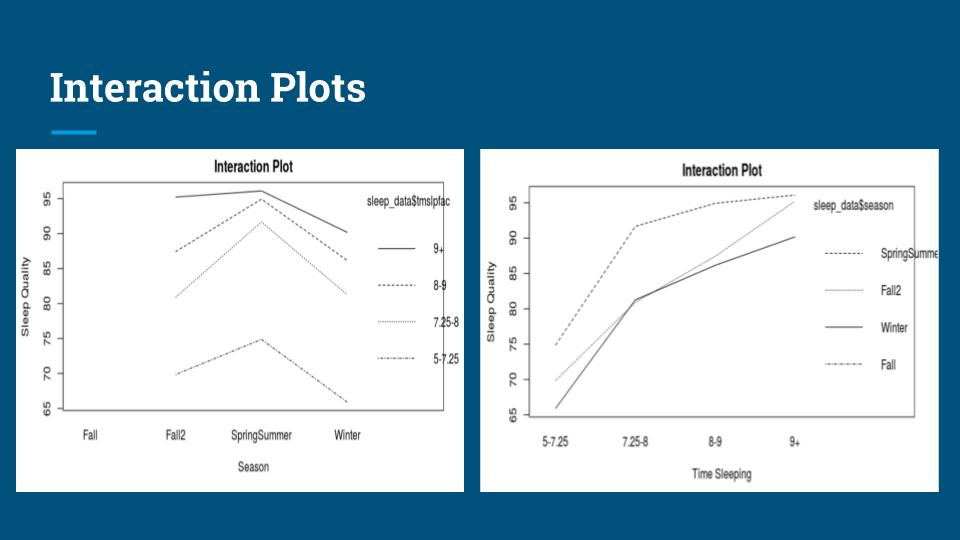 Interaction Plots
Interaction Plot
sleep_data$tmslpfac
95
90
85
80
75
70
65
Sleep Quality
9+
8-9
7.25-8
5-7.25
Fall Fall2 SpringSummer Winter
Season
Interaction Plot
sleep_data$season
95
90
85
80
75
70
65
Sleep Quality
SpringSumme
Fall2
Winter
Fall
5-7.25 7.25-8 8-9 9+
Time Sleeping